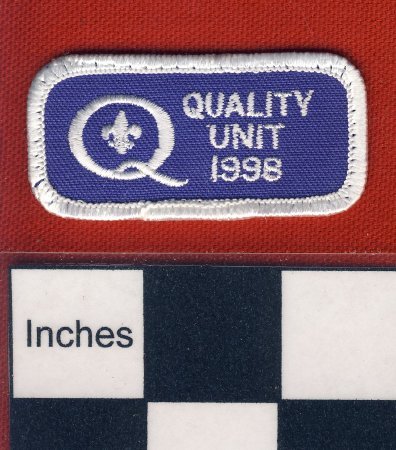 Q QUALITY
UNIT
1998
Inches